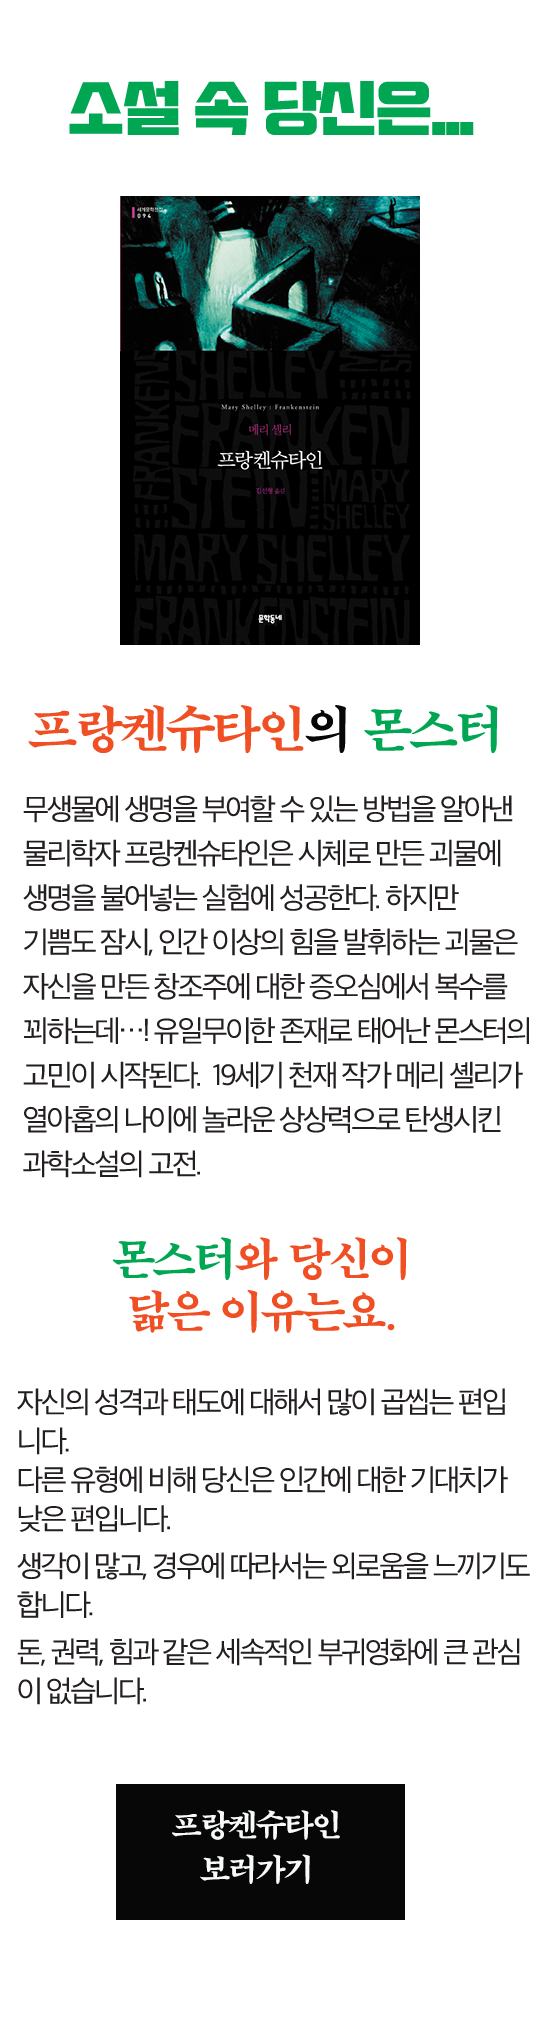 소설 속 당신은...
세계문학전집
094
SHELLEY
FRANKENSTEIN
MARY SHELLEY
Mary Shelley : Frankenstein
메리 셸리
프랑켄슈타인
김선형 옮김
MARY SHELLEY
FRANKENSTEIN
문학동네
프랑켄슈타인의 몬스터
무생물에 생명을 부여할 수 있는 방법을 알아낸
물리학자 프랑켄슈타인은 시체로 만든 괴물에
생명을 불어넣는 실험에 성공한다. 하지만
기쁨도 잠시, 인간 이상의 힘을 발휘하는 괴물은
자신을 만든 창조주에 대한 증오심에서 복수를
꾀하는데…! 유일무이한 존재로 태어난 몬스터의
고민이 시작된다. 19세기 천재 작가 메리 셸리가
열아홉의 나이에 놀라운 상상력으로 탄생시킨
과학소설의 고전.
몬스터와 당신이
닮은 이유는요.
자신의 성격과 태도에 대해서 많이 곱씹는 편입
니다.
다른 유형에 비해 당신은 인간에 대한 기대치가
낮은 편입니다.
생각이 많고, 경우에 따라서는 외로움을 느끼기도
합니다.
돈, 권력, 힘과 같은 세속적인 부귀영화에 큰 관심
이 없습니다.
프랑켄슈타인
보러가기